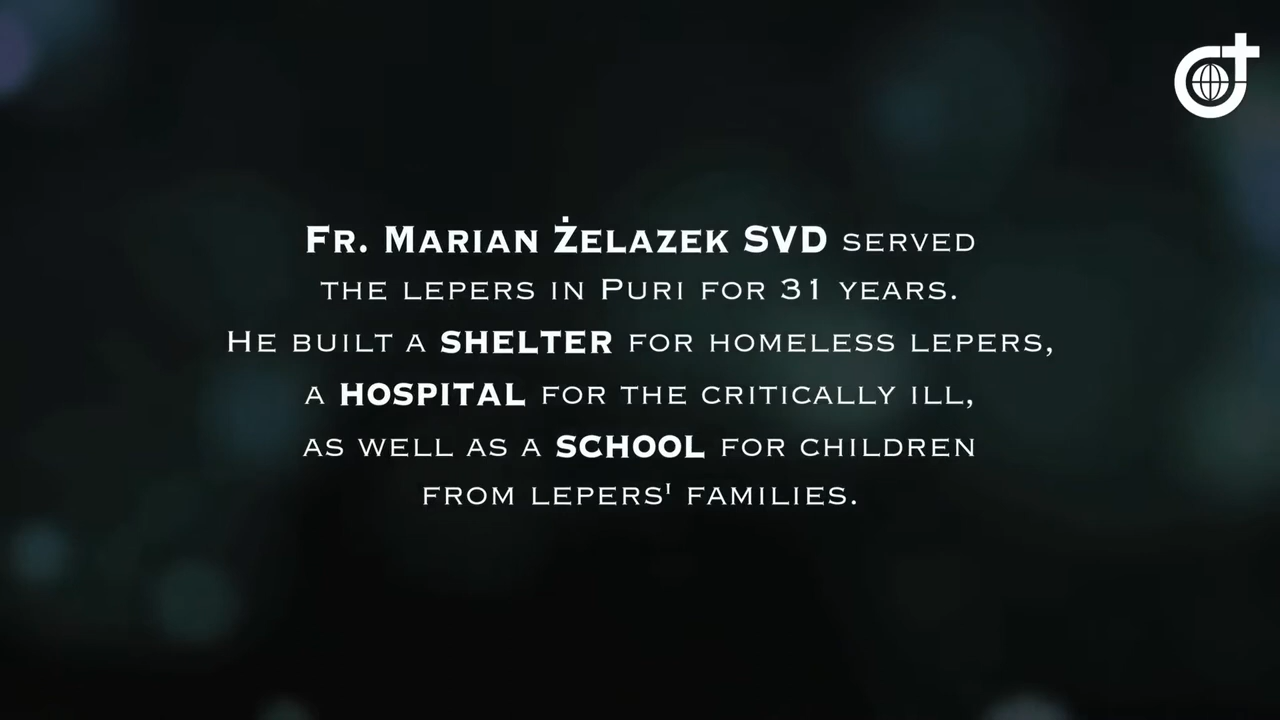 Fr. Marian Żelazek SVD served
the lepers in Puri for 31 years.
He built a shelter for homeless lepers,
a hospital for the critically ill,
as well as a school for children
from lepers' families.